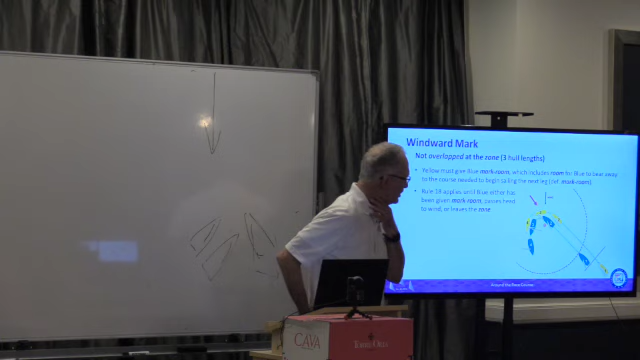 Windward Mark
Not overlapped at the zone (3 hull lengths)
• Yellow must give Blue mark-room, which includes room for Blue to bear away
to the course needed to begin sailing the next leg (ref. mark-room).
• Rule 18 applies until Blue either has
been given mark room, passes head
to wind, or leaves the zone
CAVA